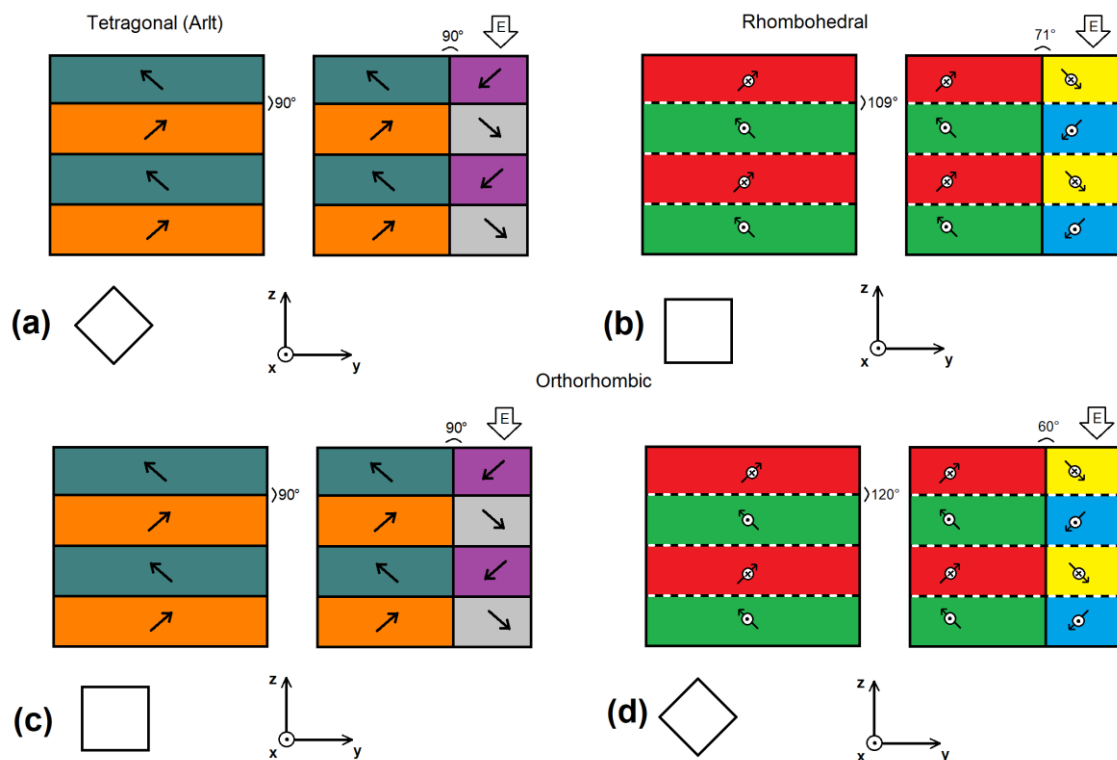 Tetragonal (Arlt)
Rhombohedral
90° E
71° E
90°
109°
(a)
z
x y
(b)
z
x y
Orthorhombic
90° E
60° E
90°
120°
(c)
z
x y
(d)
z
x y